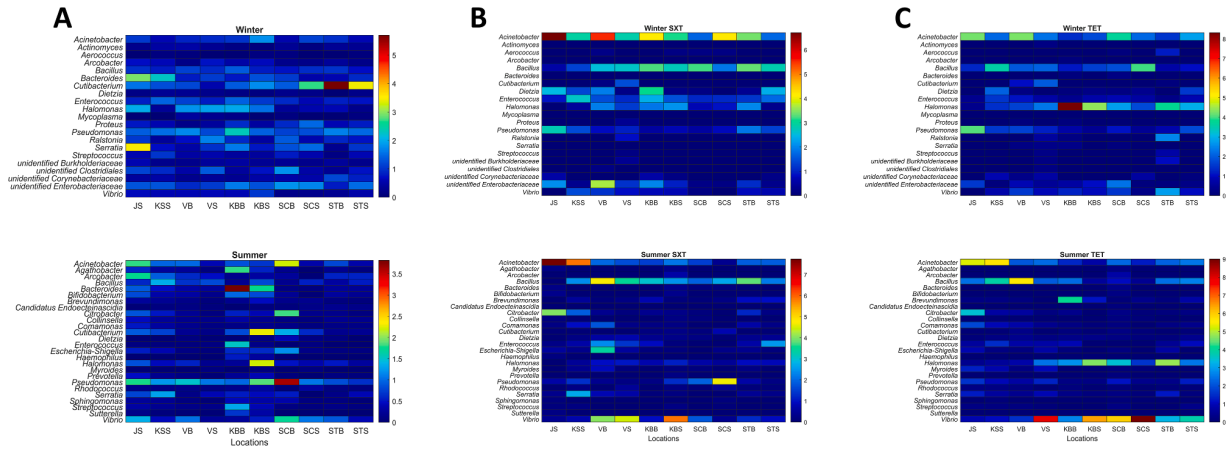 A
Winter
Acinetobacter
Actinomyces
Aerococcus
Arcobacter
Bacillus
Bacteroides
Cutibacterium
Dietzia
Enterococcus
Halomonas
Mycoplasma
Proteus
Pseudomonas
Ralstonia
Serratia
Streptococcus
unidentified Burkholderiaceae
unidentified Clostridiales
unidentified Corynebacteriaceae
unidentified Enterobacteriaceae
Vibrio
JS KSS VB VS KBB KBS SCB SCS STB STS
5
4
3
2
1
0
B
Winter SXT
Acinetobacter
Actinomyces
Aerococcus
Arcobacter
Bacillus
Bacteroides
Cutibacterium
Dietzia
Enterococcus
Halomonas
Mycoplasma
Proteus
Pseudomonas
Ralstonia
Serratia
Streptococcus
unidentified Burkholderiaceae
unidentified Clostridiales
unidentified Corynebacteriaceae
unidentified Enterobacteriaceae
Vibrio
JS KSS VB VS KBB KBS SCB SCS STB STS
6
5
4
3
2
1
0
C
Winter TET
Acinetobacter
Actinomyces
Aerococcus
Arcobacter
Bacillus
Bacteroides
Cutibacterium
Dietzia
Enterococcus
Halomonas
Mycoplasma
Proteus
Pseudomonas
Ralstonia
Serratia
Streptococcus
unidentified Burkholderiaceae
unidentified Clostridiales
unidentified Corynebacteriaceae
unidentified Enterobacteriaceae
Vibrio
JS KSS VB VS KBB KBS SCB SCS STB STS
8
7
6
5
4
3
2
1
0
Summer
Acinetobacter
Agathobacter
Arcobacter
Bacillus
Bacteroides
Bifidobacterium
Brevundimonas
Candidatus Endoecteinascidia
Citrobacter
Collinsella
Comamonas
Cutibacterium
Dietzia
Enterococcus
Escherichia-Shigella
Haemophilus
Halomonas
Myroides
Prevotella
Pseudomonas
Rhodococcus
Serratia
Sphingomonas
Streptococcus
Sutterella
Vibrio
JS KSS VB VS KBB KBS SCB SCS STB STS
Locations
3.5
3
2.5
2
1.5
1
0.5
0
Summer SXT
Acinetobacter
Agathobacter
Arcobacter
Bacillus
Bacteroides
Bifidobacterium
Brevundimonas
Candidatus Endoecteinascidia
Citrobacter
Collinsella
Comamonas
Cutibacterium
Dietzia
Enterococcus
Escherichia-Shigella
Haemophilus
Halomonas
Myroides
Prevotella
Pseudomonas
Rhodococcus
Serratia
Sphingomonas
Streptococcus
Sutterella
Vibrio
JS KSS VB VS KBB KBS SCB SCS STB STS
Locations
7
6
5
4
3
2
1
0
Summer TET
Acinetobacter
Agathobacter
Arcobacter
Bacillus
Bacteroides
Bifidobacterium
Brevundimonas
Candidatus Endoecteinascidia
Citrobacter
Collinsella
Comamonas
Cutibacterium
Dietzia
Enterococcus
Escherichia-Shigella
Haemophilus
Halomonas
Myroides
Prevotella
Pseudomonas
Rhodococcus
Serratia
Sphingomonas
Streptococcus
Sutterella
Vibrio
JS KSS VB VS KBB KBS SCB SCS STB STS
Locations
9
8
7
6
5
4
3
2
1
0